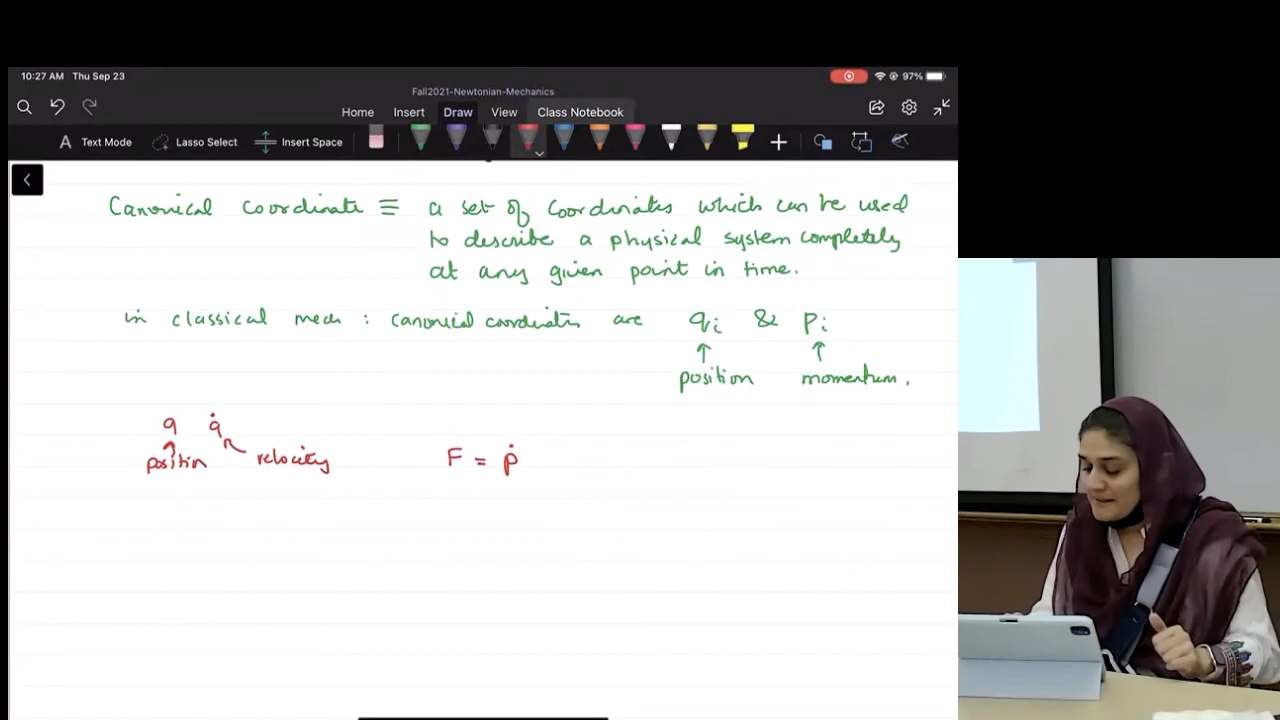 10:27 AM Thu Sep 23
97%
Fall2021-Newtonian-Mechanics
Home Insert Draw View Class Notebook
A Text Mode Lasso Select Insert Space
Canonical coordinate ≡ a set of coordinates which can be used
to describe a physical system completely
at any given point in time.
in classical mech : canonical coordinates are qi & pi
↑ ↑
position momentum.
q q̇
position velocity
F = ṗ